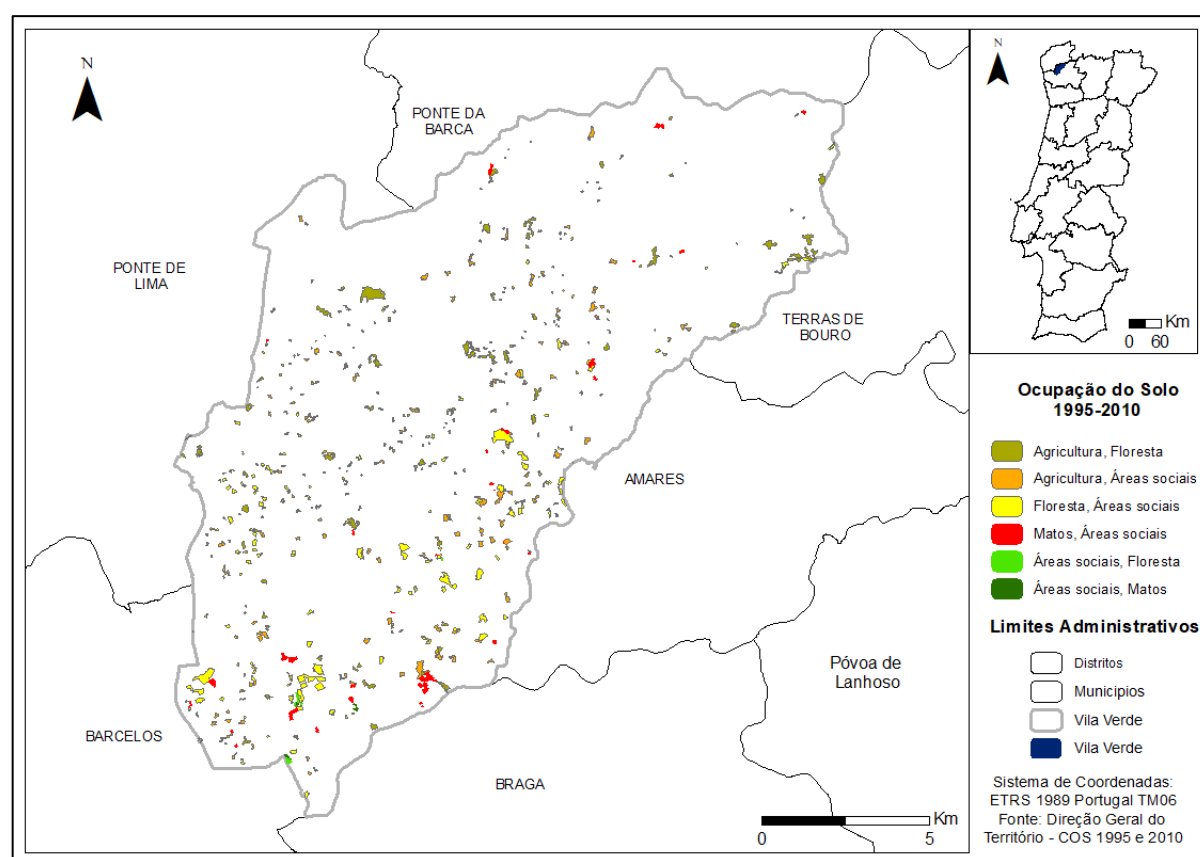 N
PONTE DA
BARCA
PONTE DE
LIMA
TERRAS DE
BOURO
AMARES
Póvoa de
Lanhoso
BARCELOS
BRAGA
Km
0 5
N
Km
0 60
Ocupação do Solo
1995-2010
Agricultura, Floresta
Agricultura, Áreas sociais
Floresta, Áreas sociais
Matos, Áreas sociais
Áreas sociais, Floresta
Áreas sociais, Matos
Limites Administrativos
Distritos
Municipios
Vila Verde
Vila Verde
Sistema de Coordenadas:
ETRS 1989 Portugal TM06
Fonte: Direção Geral do
Território - COS 1995 e 2010